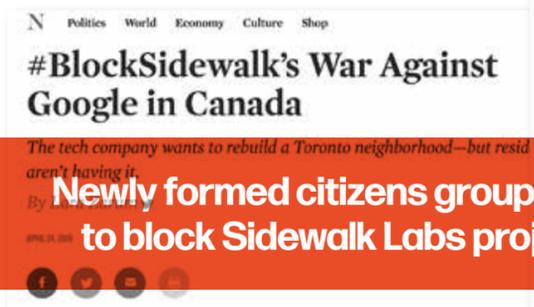 N Politics World Economy Culture Shop
#BlockSidewalk’s War Against
Google in Canada
The tech company wants to rebuild a Toronto neighborhood—but resid
aren’t having it.
By
Newly formed citizens group
to block Sidewalk Labs proj